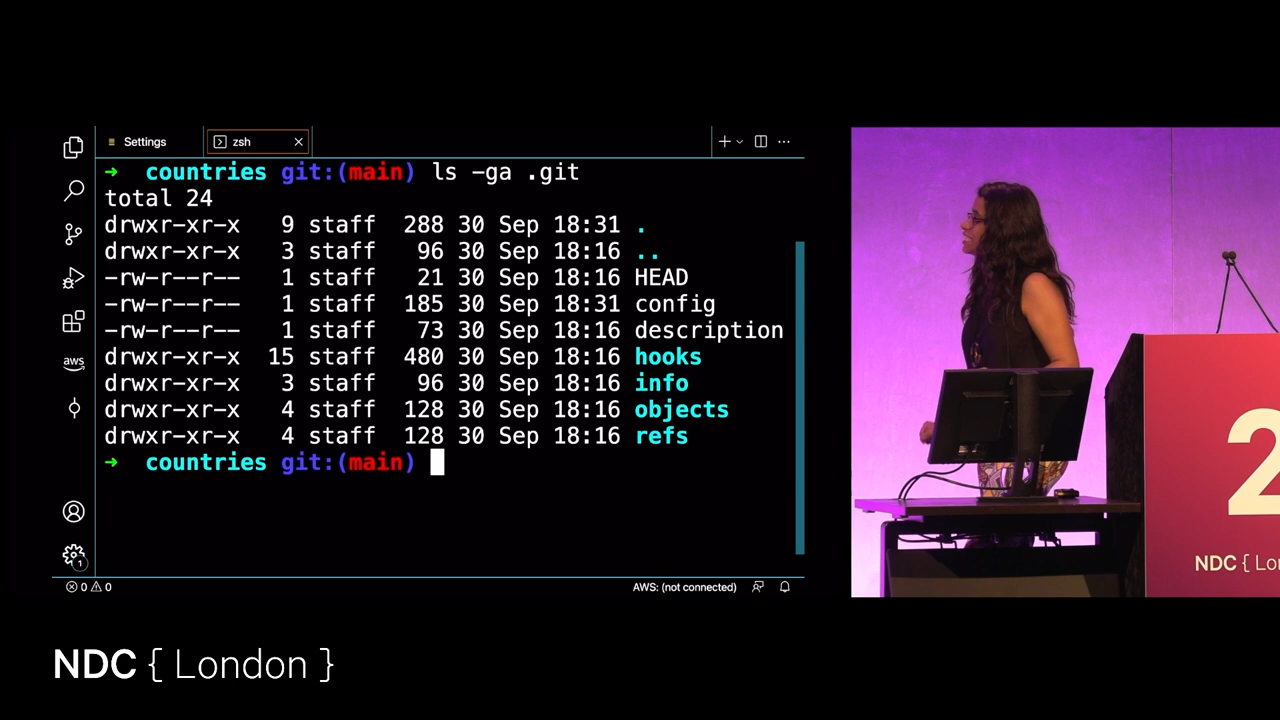 Settings
zsh
➜ countries git:(main) ls -ga .git
total 24
drwxr-xr-x 9 staff 288 30 Sep 18:31 .
drwxr-xr-x 3 staff 96 30 Sep 18:16 ..
-rw-r--r-- 1 staff 21 30 Sep 18:16 HEAD
-rw-r--r-- 1 staff 185 30 Sep 18:31 config
-rw-r--r-- 1 staff 73 30 Sep 18:16 description
drwxr-xr-x 15 staff 480 30 Sep 18:16 hooks
drwxr-xr-x 3 staff 96 30 Sep 18:16 info
drwxr-xr-x 4 staff 128 30 Sep 18:16 objects
drwxr-xr-x 4 staff 128 30 Sep 18:16 refs
➜ countries git:(main)
aws
1
0 0
AWS: (not connected)
2
NDC { Lon
NDC { London }